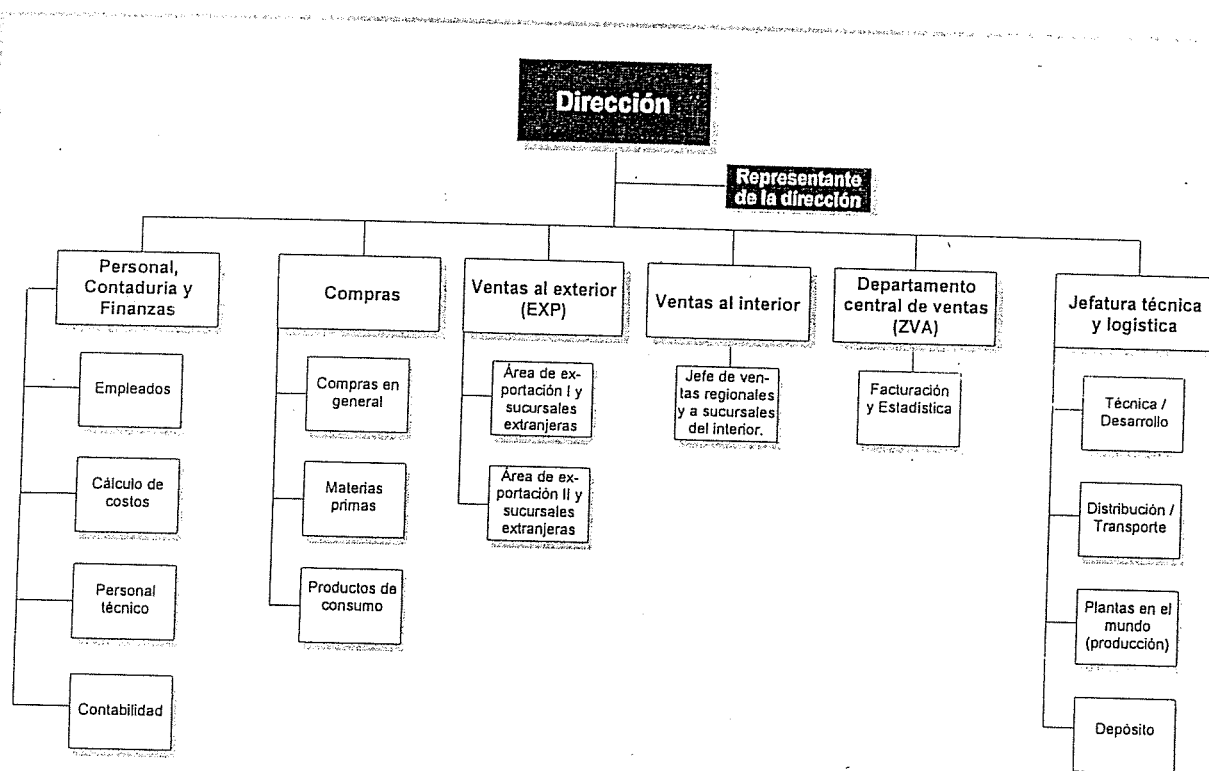 Dirección
Representante
de la dirección
Personal,
Contaduria y
Finanzas
Compras
Ventas al exterior
(EXP)
Ventas al interior
Departamento
central de ventas
(ZVA)
Jefatura técnica
y logística
Empleados
Cálculo de
costos
Personal
técnico
Contabilidad
Compras en
general
Materias
primas
Productos de
consumo
Área de ex-
portación I y
sucursales
extranjeras
Área de ex-
portación II y
sucursales
extranjeras
Jefe de ven-
tas regionales
y a sucursales
del interior.
Facturación
y Estadística
Técnica /
Desarrollo
Distribución /
Transporte
Plantas en el
mundo
(producción)
Depósito